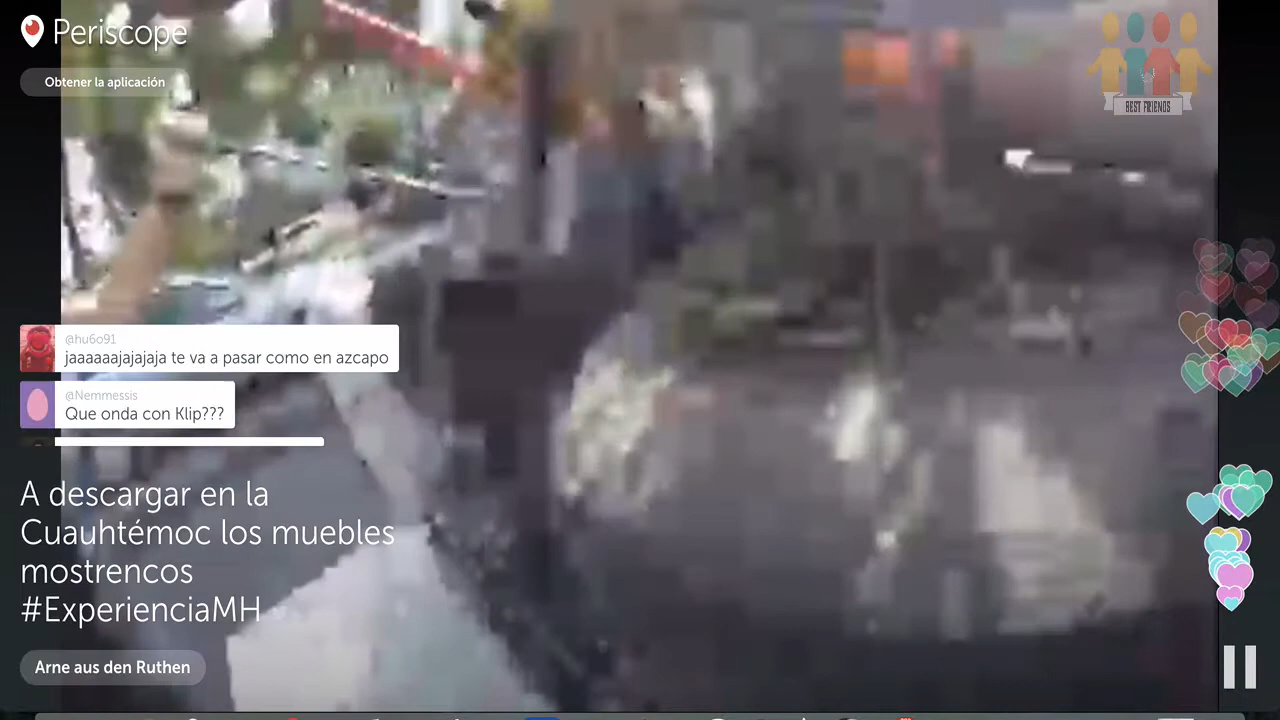 Periscope
Obtener la aplicación
BEST FRIENDS
@hu6o91
jaaaaaajajajaja te va a pasar como en azcapo
@Nemmessis
Que onda con Klip???
A descargar en la
Cuauhtémoc los muebles
mostrencos
#ExperienciaMH
Arne aus den Ruthen